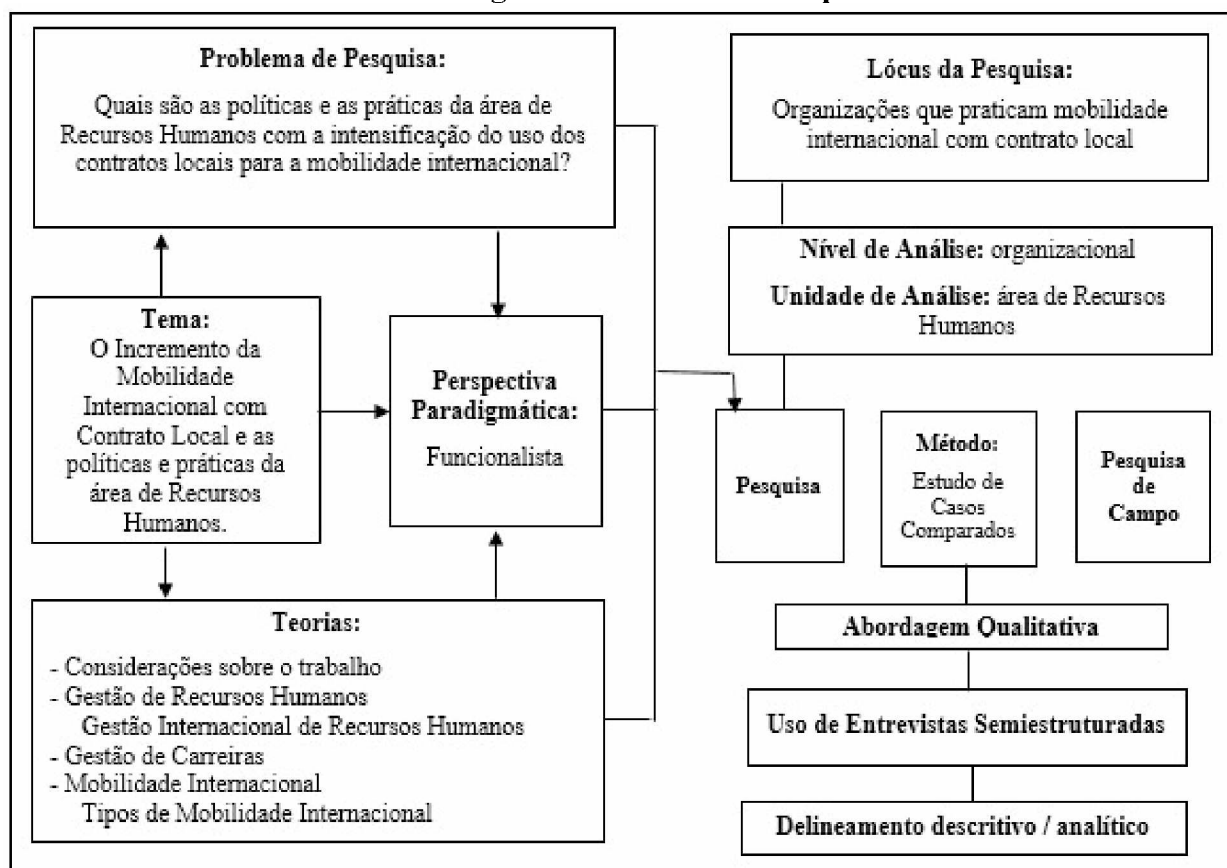 Problema de Pesquisa:
Quais são as políticas e as práticas da área de
Recursos Humanos com a intensificação do uso dos
contratos locais para a mobilidade internacional?
Lócus da Pesquisa:
Organizações que praticam mobilidade
internacional com contrato local
Nível de Análise: organizacional
Unidade de Análise: área de Recursos
Humanos
Tema:
O Incremento da
Mobilidade
Internacional com
Contrato Local e as
políticas e práticas da
área de Recursos
Humanos.
Perspectiva
Paradigmática:
Funcionalista
Pesquisa
Método:
Estudo de
Casos
Comparados
Pesquisa
de
Campo
Teorias:
- Considerações sobre o trabalho
- Gestão de Recursos Humanos
Gestão Internacional de Recursos Humanos
- Gestão de Carreiras
- Mobilidade Internacional
Tipos de Mobilidade Internacional
Abordagem Qualitativa
Uso de Entrevistas Semiestruturadas
Delineamento descritivo / analítico